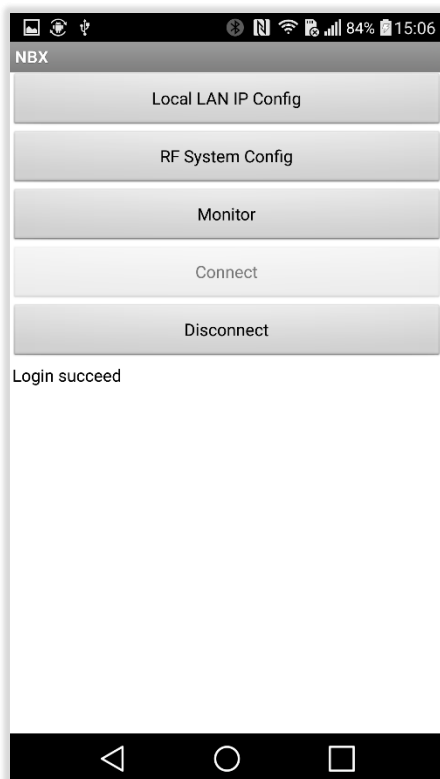 84% 15:06
NBX
Local LAN IP Config
RF System Config
Monitor
Connect
Disconnect
Login succeed